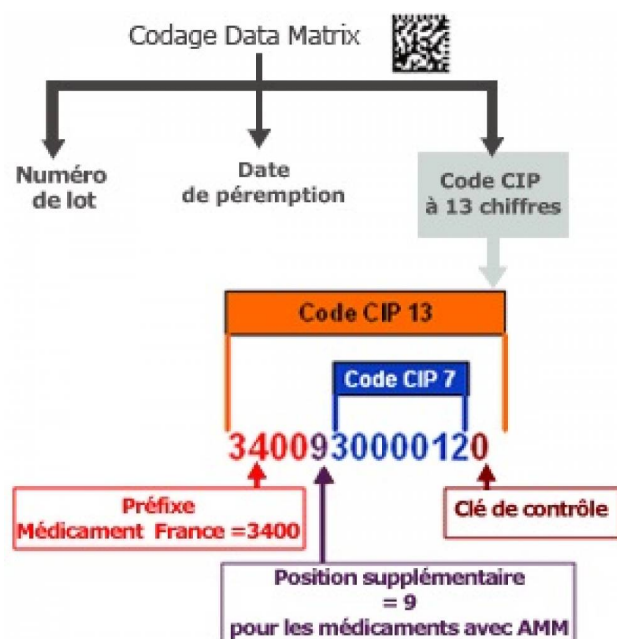 Codage Data Matrix
Numéro
de lot
Date
de péremption
Code CIP
à 13 chiffres
Code CIP 13
Code CIP 7
3400930000120
Préfixe
Médicament France =3400
Clé de contrôle
Position supplémentaire
= 9
pour les médicaments avec AMM